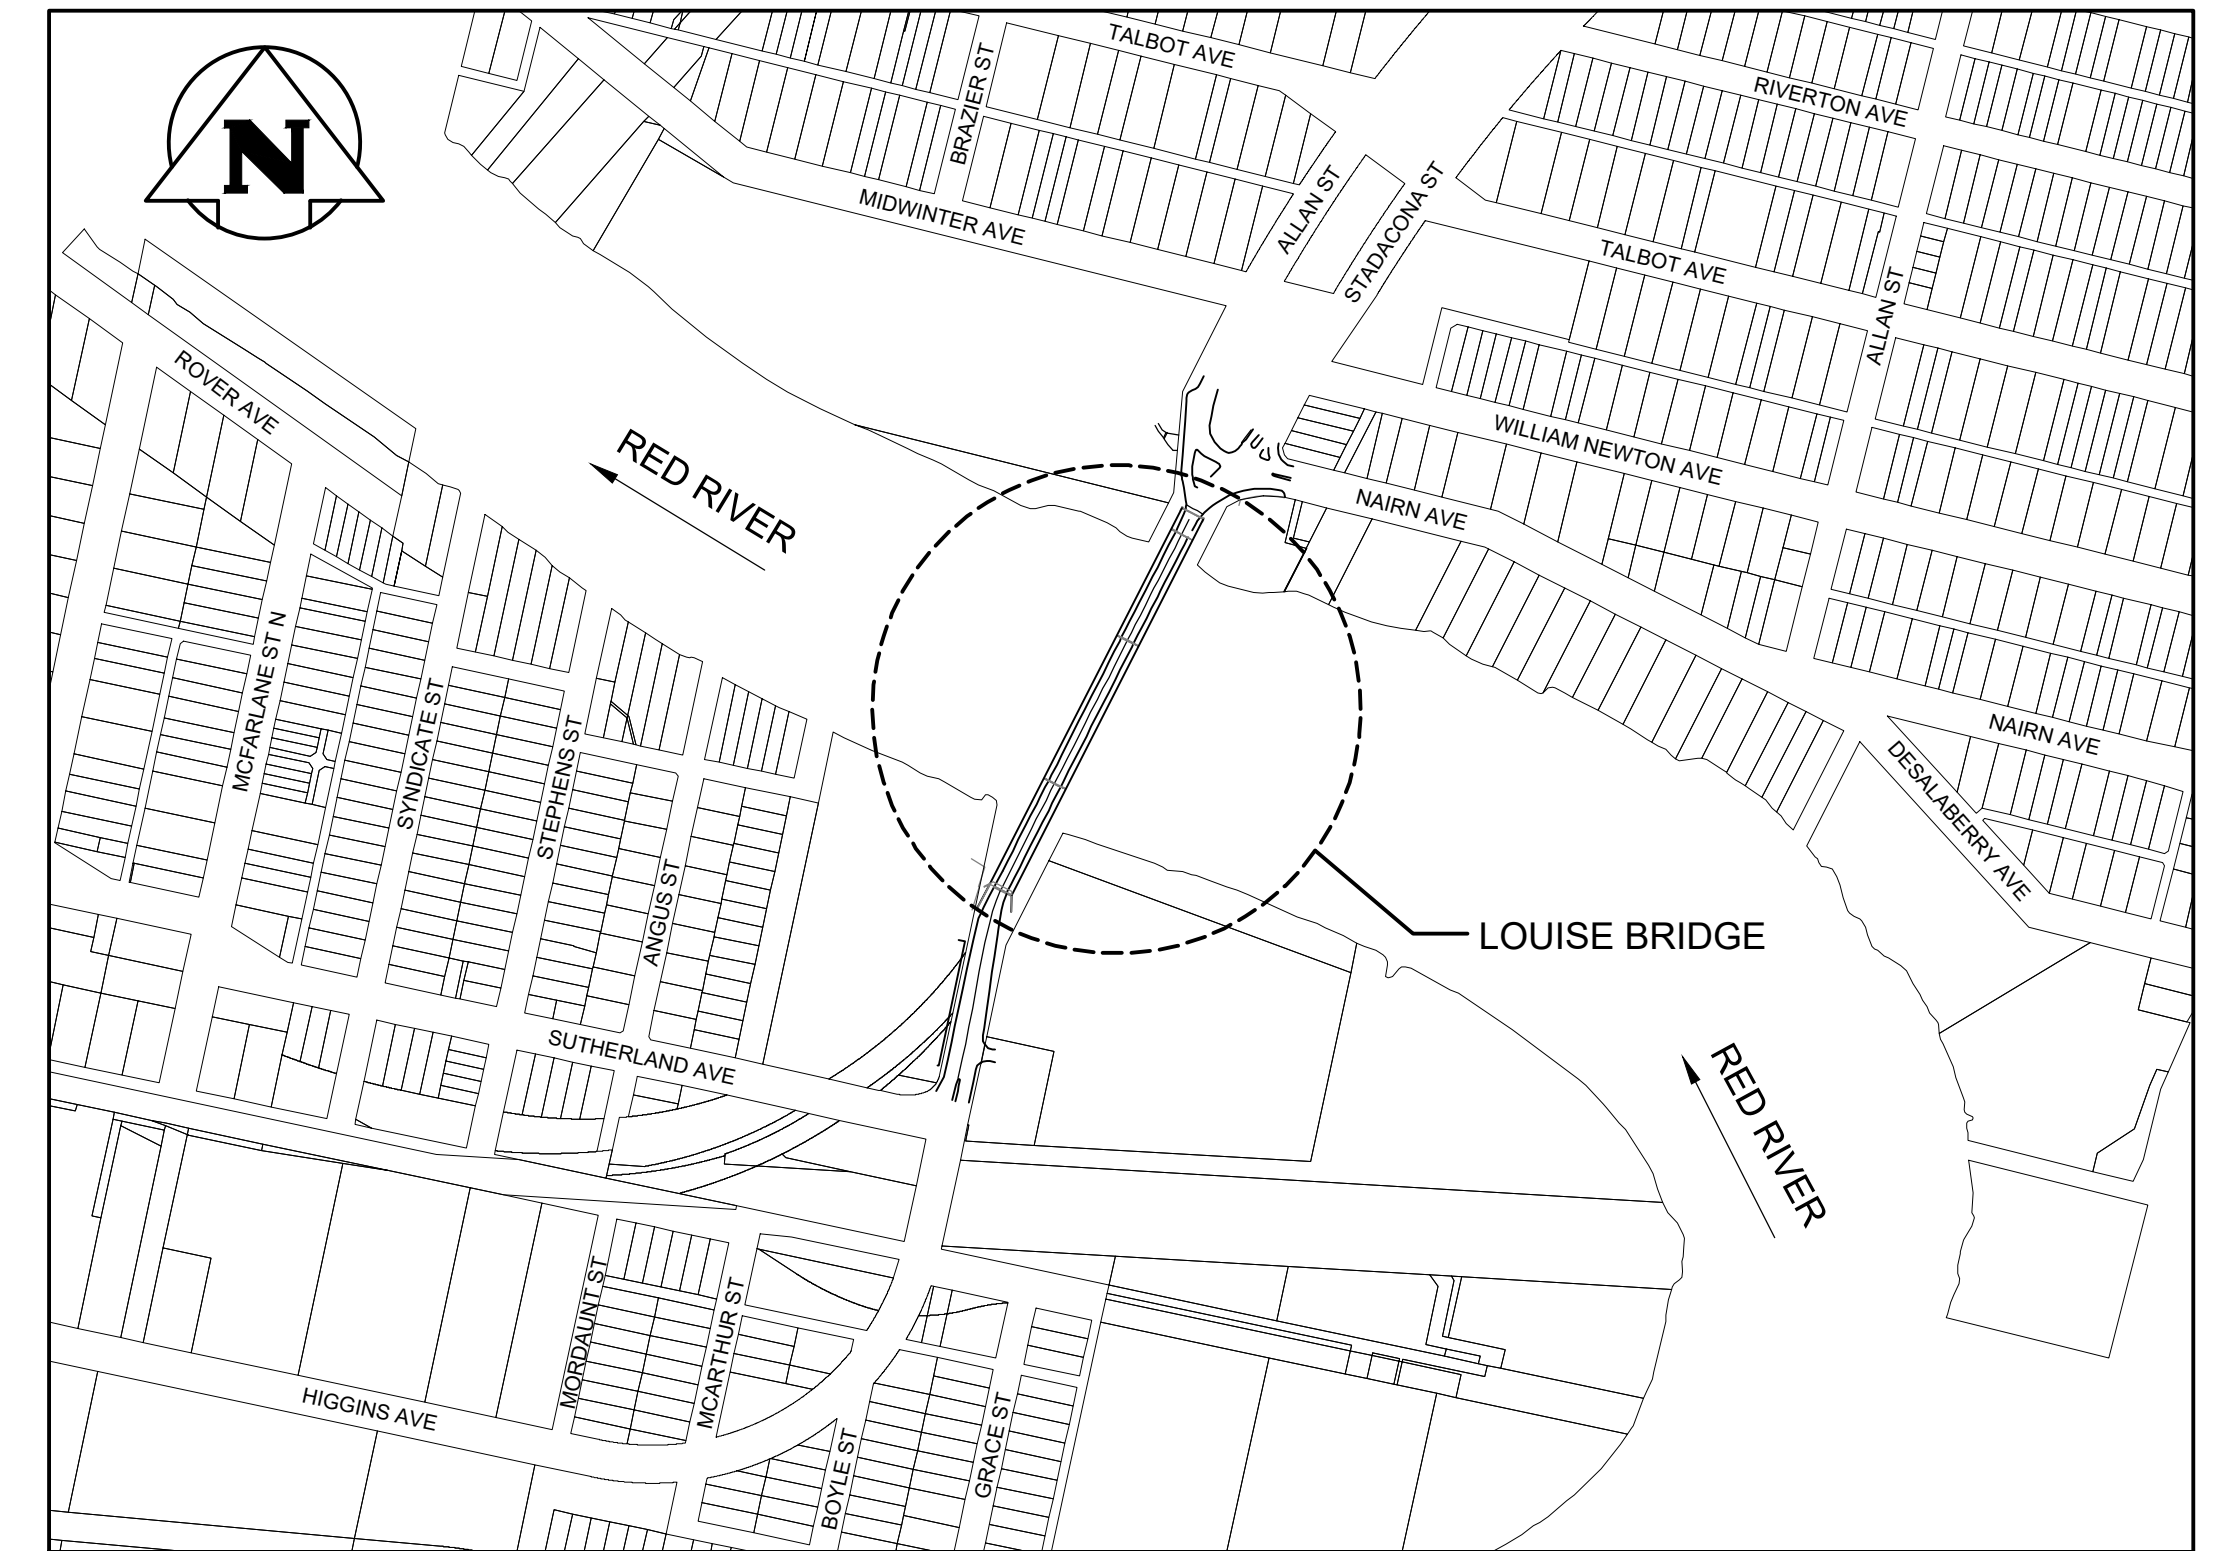 TALBOT AVE
BRAZIER ST
RIVERTON AVE
N
MIDWINTER AVE
ALLAN ST
STADACONA ST
TALBOT AVE
ALLAN ST
ROVER AVE
RED RIVER
WILLIAM NEWTON AVE
NAIRN AVE
MCFARLANE ST N
SYNDICATE ST
STEPHENS ST
NAIRN AVE
DESALABERRY AVE
ANGUS ST
LOUISE BRIDGE
SUTHERLAND AVE
RED RIVER
MORDAUNT ST
MCARTHUR ST
HIGGINS AVE
BOYLE ST
GRACE ST